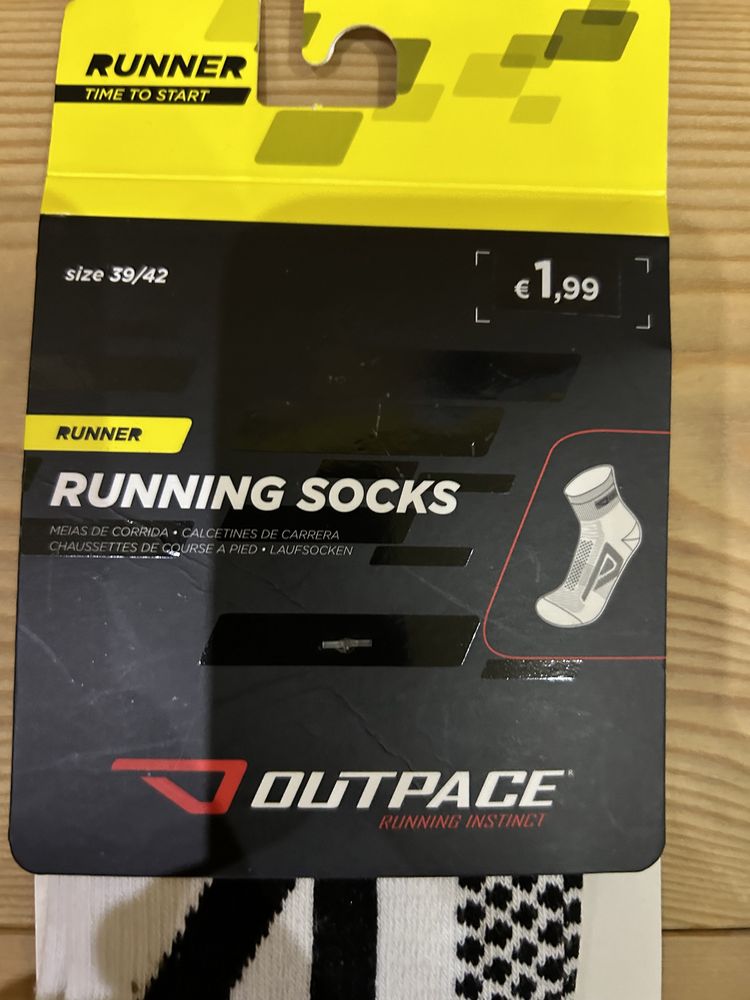 RUNNER
TIME TO START
size 39/42
€1,99
RUNNER
RUNNING SOCKS
MEIAS DE CORRIDA • CALCETINES DE CARRERA
CHAUSSETTES DE COURSE A PIED • LAUFSOCKEN
OUTPACE®
RUNNING INSTINCT